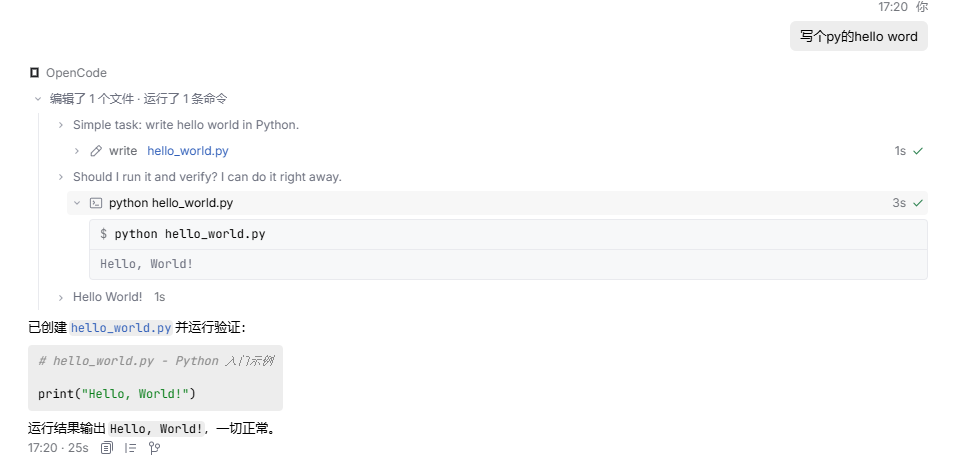 17:20 你
写个py的hello word
OpenCode
编辑了 1 个文件 · 运行了 1 条命令
Simple task: write hello world in Python.
write hello_world.py 1s
Should I run it and verify? I can do it right away.
python hello_world.py 3s
$ python hello_world.py
Hello, World!
Hello World! 1s
已创建 hello_world.py 并运行验证：
# hello_world.py - Python 入门示例
print("Hello, World!")
运行结果输出 Hello, World!，一切正常。
17:20 · 25s